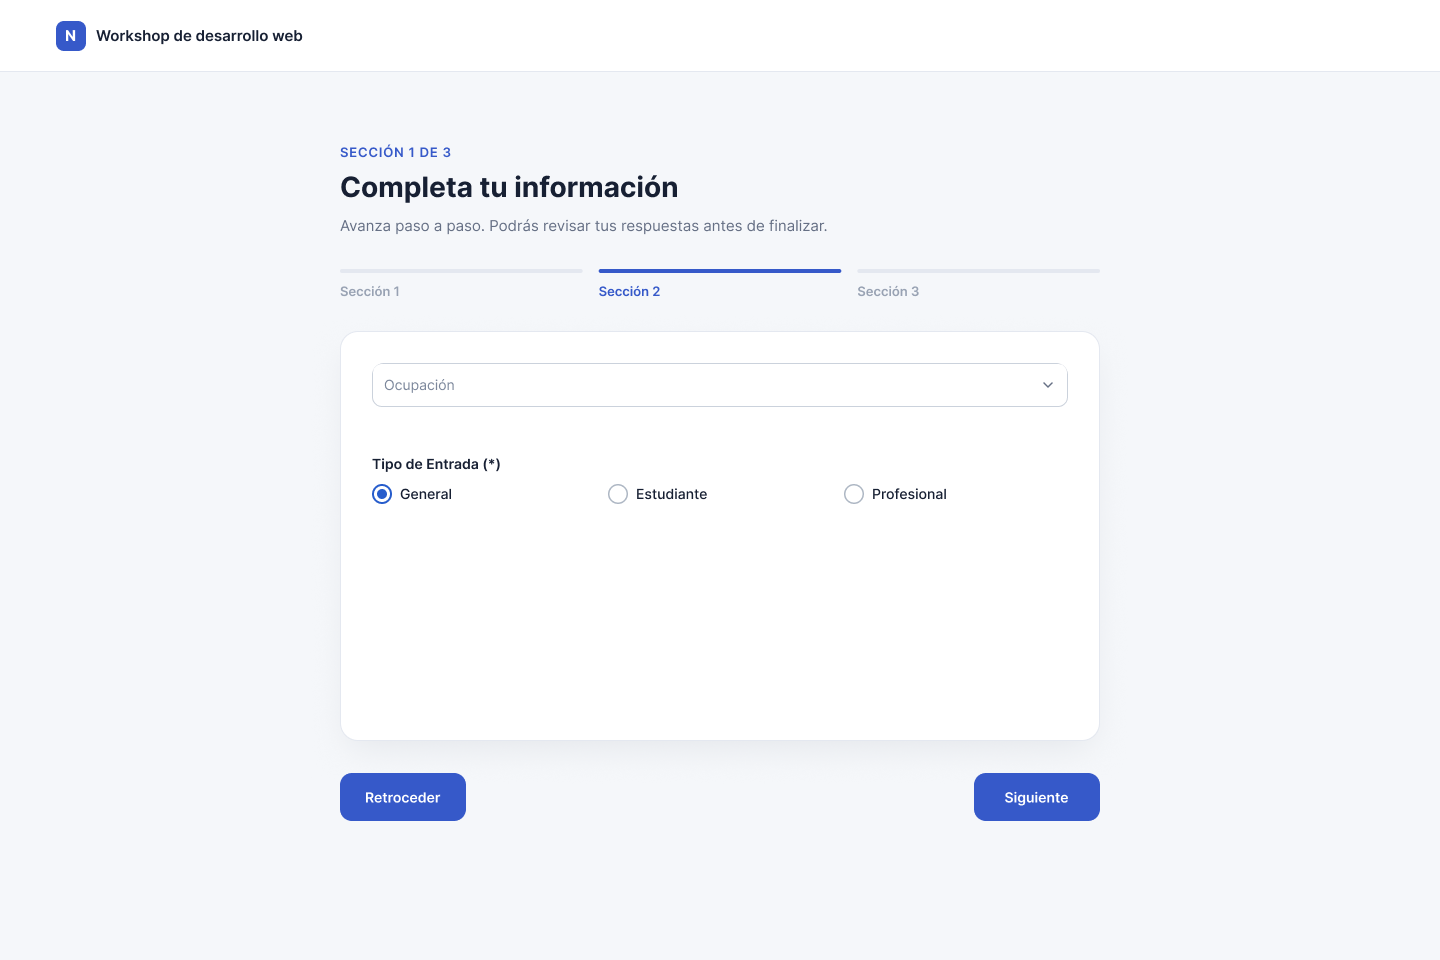 N Workshop de desarrollo web
SECCIÓN 1 DE 3
Completa tu información
Avanza paso a paso. Podrás revisar tus respuestas antes de finalizar.
Sección 1 Sección 2 Sección 3
Ocupación
Tipo de Entrada (*)
General Estudiante Profesional
Retroceder Siguiente